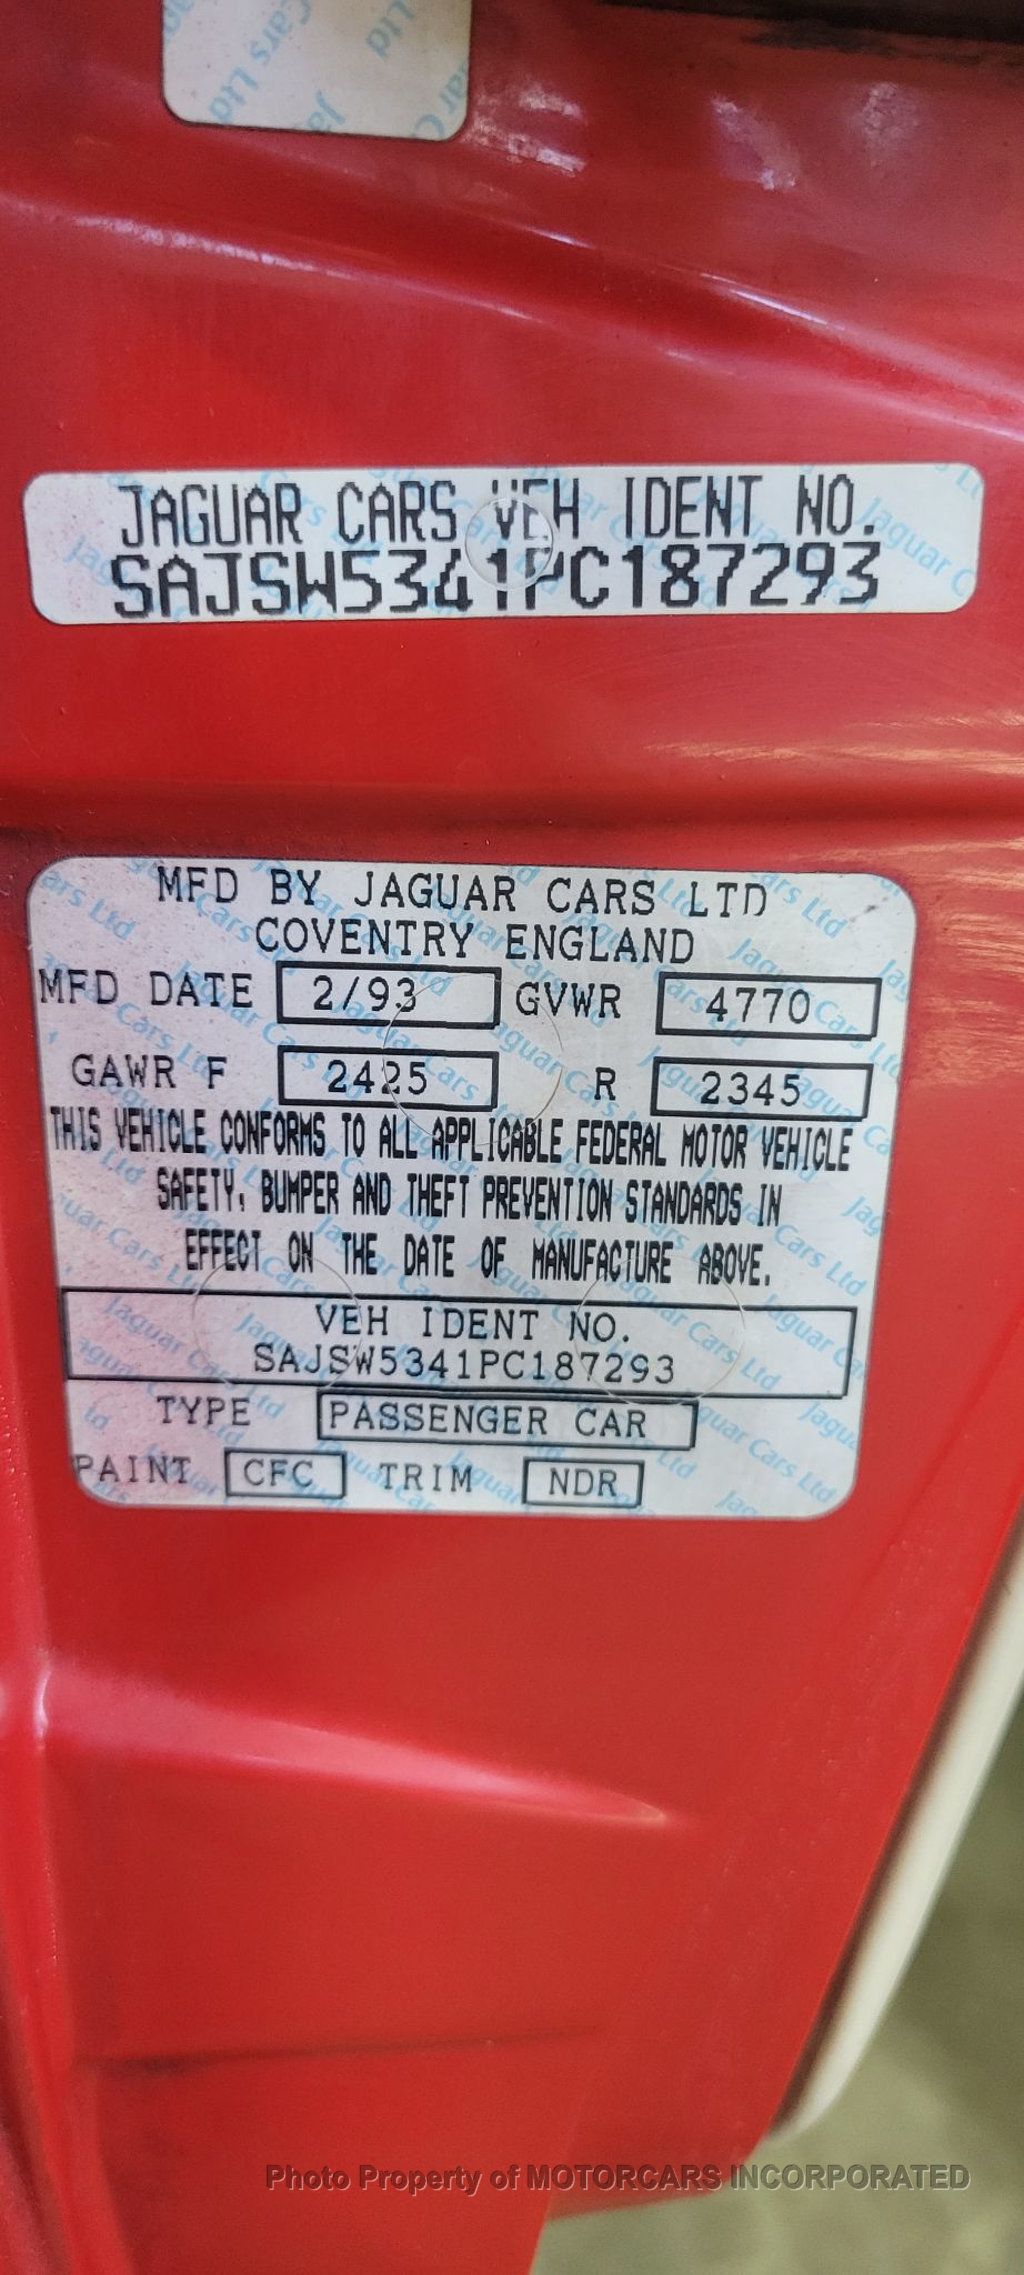 JAGUAR CARS VEH IDENT NO.
SAJSW5341PC187293
MFD BY JAGUAR CARS LTD
COVENTRY ENGLAND
MFD DATE 2/93 GVWR 4770
GAWR F 2425 R 2345
THIS VEHICLE CONFORMS TO ALL APPLICABLE FEDERAL MOTOR VEHICLE
SAFETY, BUMPER AND THEFT PREVENTION STANDARDS IN
EFFECT ON THE DATE OF MANUFACTURE ABOVE.
VEH IDENT NO.
SAJSW5341PC187293
TYPE PASSENGER CAR
PAINT CFC TRIM NDR
Photo Property of MOTORCARS INCORPORATED